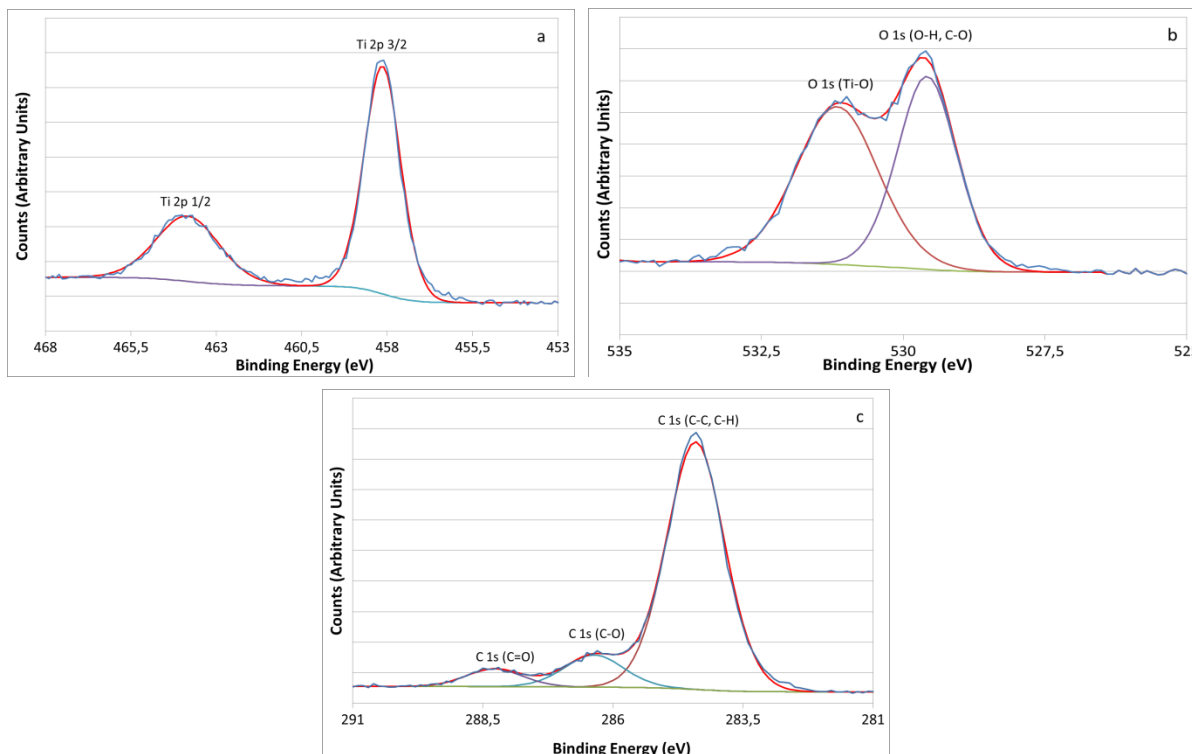 a
Ti 2p 3/2
Ti 2p 1/2
Counts (Arbitrary Units)
468 465,5 463 460,5 458 455,5 453
Binding Energy (eV)
b
O 1s (O-H, C-O)
O 1s (Ti-O)
Counts (Arbitrary Units)
535 532,5 530 527,5
Binding Energy (eV)
c
C 1s (C-C, C-H)
C 1s (C-O)
C 1s (C=O)
Counts (Arbitrary Units)
291 288,5 286 283,5 281
Binding Energy (eV)